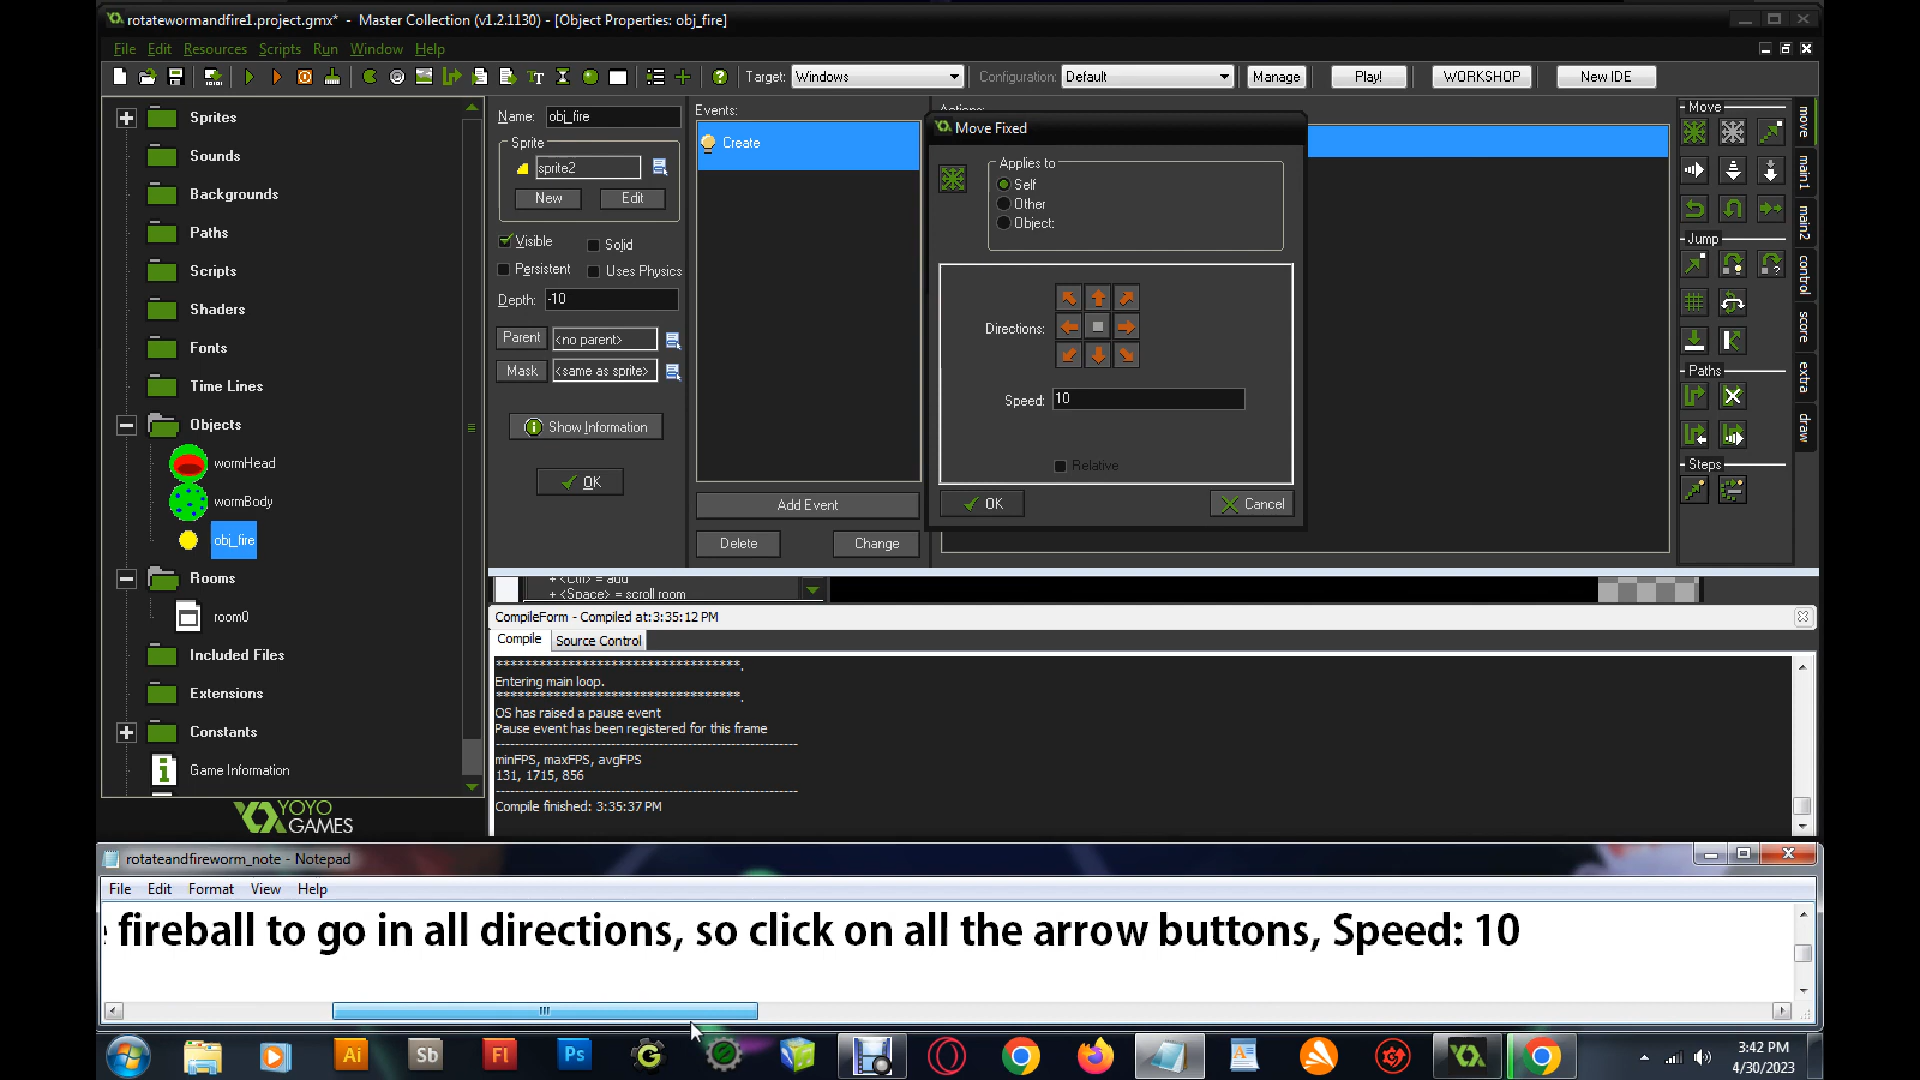 rotatewormandfire1.project.gmx* - Master Collection (v1.2.1130) - [Object Properties: obj_fire]
File Edit Resources Scripts Run Window Help
Target: Windows Configuration: Default Manage Play! WORKSHOP New IDE
Sprites
Sounds
Backgrounds
Paths
Scripts
Shaders
Fonts
Time Lines
Objects
wormHead
wormBody
obj_fire
Rooms
room0
Included Files
Extensions
Constants
Game Information
YOYO
GAMES
Name: obj_fire
Sprite
sprite2
New Edit
Visible Solid
Persistent Uses Physics
Depth: -10
Parent <no parent>
Mask <same as sprite>
Show Information
OK
Events:
Create
Add Event
Delete Change
Actions:
Move Fixed
Applies to
Self
Other
Object:
Directions:
Speed: 10
Relative
OK Cancel
Move
Jump
Paths
Steps
move
main1
main2
control
score
extra
draw
+ <Ctrl> = add
+ <Space> = scroll room
CompileForm - Compiled at:3:35:12 PM
Compile Source Control
**********************************.
Entering main loop.
**********************************.
OS has raised a pause event
Pause event has been registered for this frame
minFPS, maxFPS, avgFPS
131, 1715, 856
Compile finished: 3:35:37 PM
rotateandfireworm_note - Notepad
File Edit Format View Help
fireball to go in all directions, so click on all the arrow buttons, Speed: 10
Ai Sb Fl Ps
3:42 PM
4/30/2023